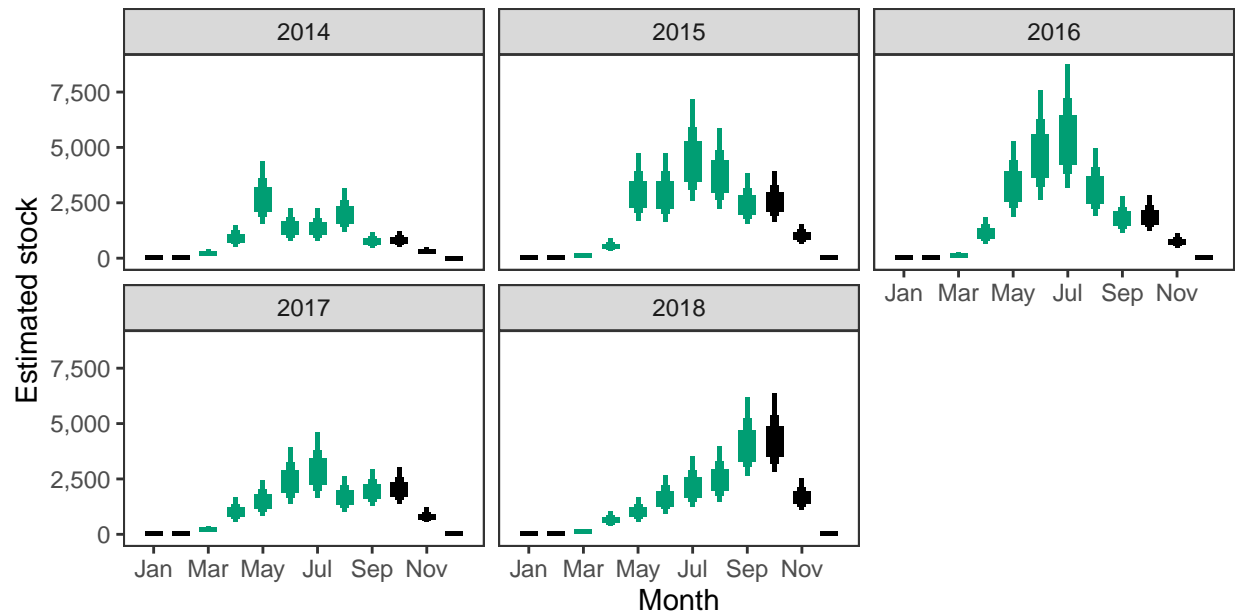 2014 2015 2016
7,500
5,000
2,500
0
Jan Mar May Jul Sep Nov
2017 2018
7,500
5,000
2,500
0
Jan Mar May Jul Sep Nov Jan Mar May Jul Sep Nov
Month
Estimated stock